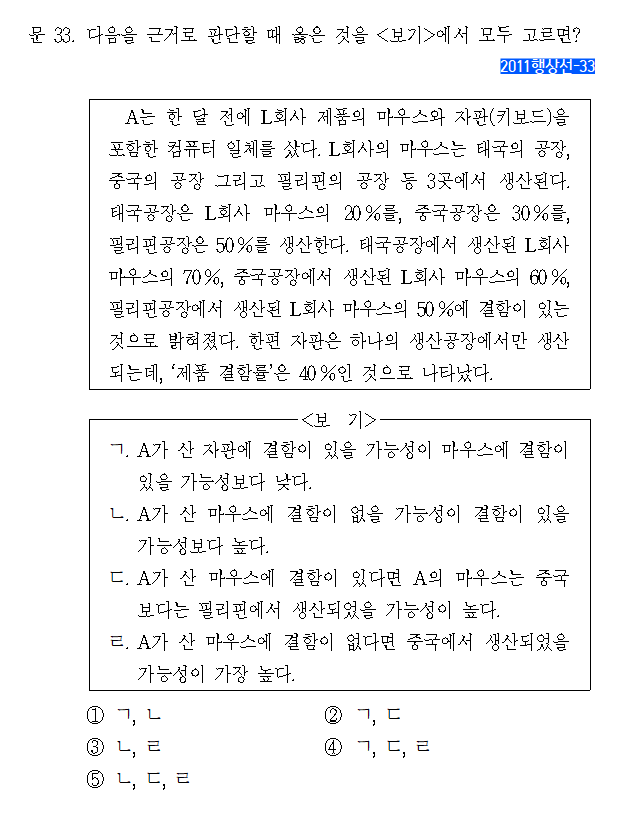 문 33. 다음을 근거로 판단할 때 옳은 것을 <보기>에서 모두 고르면?
2011행상선-33
A는 한 달 전에 L회사 제품의 마우스와 자판(키보드)을
포함한 컴퓨터 일체를 샀다. L회사의 마우스는 태국의 공장,
중국의 공장 그리고 필리핀의 공장 등 3곳에서 생산된다.
태국공장은 L회사 마우스의 20%를, 중국공장은 30%를,
필리핀공장은 50%를 생산한다. 태국공장에서 생산된 L회사
마우스의 70%, 중국공장에서 생산된 L회사 마우스의 60%,
필리핀공장에서 생산된 L회사 마우스의 50%에 결함이 있는
것으로 밝혀졌다. 한편 자판은 하나의 생산공장에서만 생산
되는데, ‘제품 결함률’은 40%인 것으로 나타났다.
<보 기>
ㄱ. A가 산 자판에 결함이 있을 가능성이 마우스에 결함이
있을 가능성보다 낮다.
ㄴ. A가 산 마우스에 결함이 없을 가능성이 결함이 있을
가능성보다 높다.
ㄷ. A가 산 마우스에 결함이 있다면 A의 마우스는 중국
보다는 필리핀에서 생산되었을 가능성이 높다.
ㄹ. A가 산 마우스에 결함이 없다면 중국에서 생산되었을
가능성이 가장 높다.
① ㄱ, ㄴ ② ㄱ, ㄷ
③ ㄴ, ㄹ ④ ㄱ, ㄷ, ㄹ
⑤ ㄴ, ㄷ, ㄹ